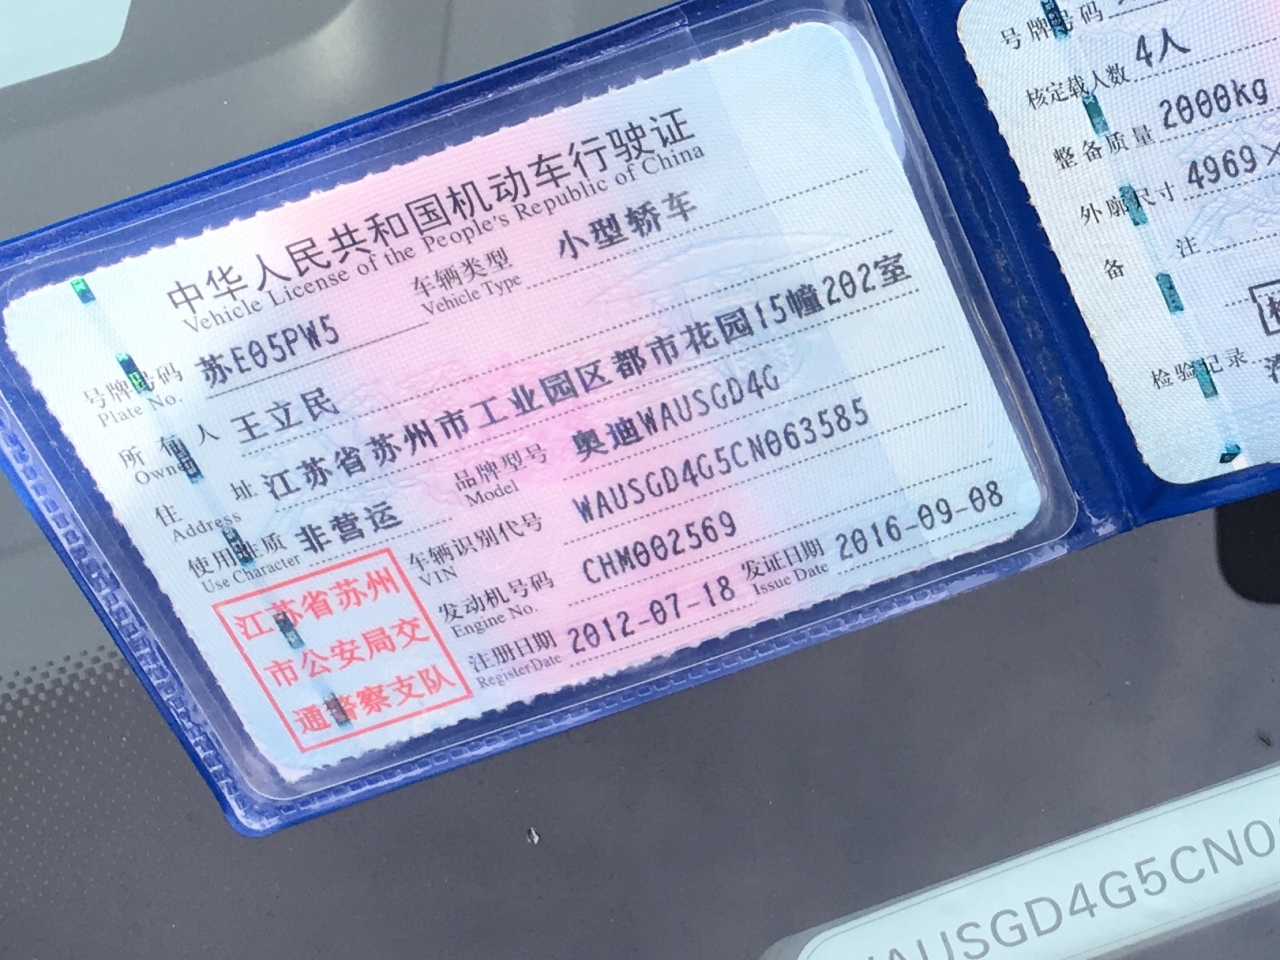 中华人民共和国机动车行驶证
Vehicle License of the People's Republic of China
号牌号码 苏E05PW5 车辆类型 小型轿车
Plate No. Vehicle Type
所有人 王立民
Owner
住址 江苏省苏州市工业园区都市花园15幢202室
Address
使用性质 非营运 品牌型号 奥迪WAUSGD4G
Use Character Model
车辆识别代号 WAUSGD4G5CN063585
VIN
发动机号码 CHM002569
Engine No.
注册日期 2012-07-18 发证日期 2016-09-08
Register Date Issue Date
江苏省苏州
市公安局交
通警察支队
号牌号码
核定载人数 4人
整备质量 2000kg
外廓尺寸 4969×
备注
检验记录
WAUSGD4G5CN0